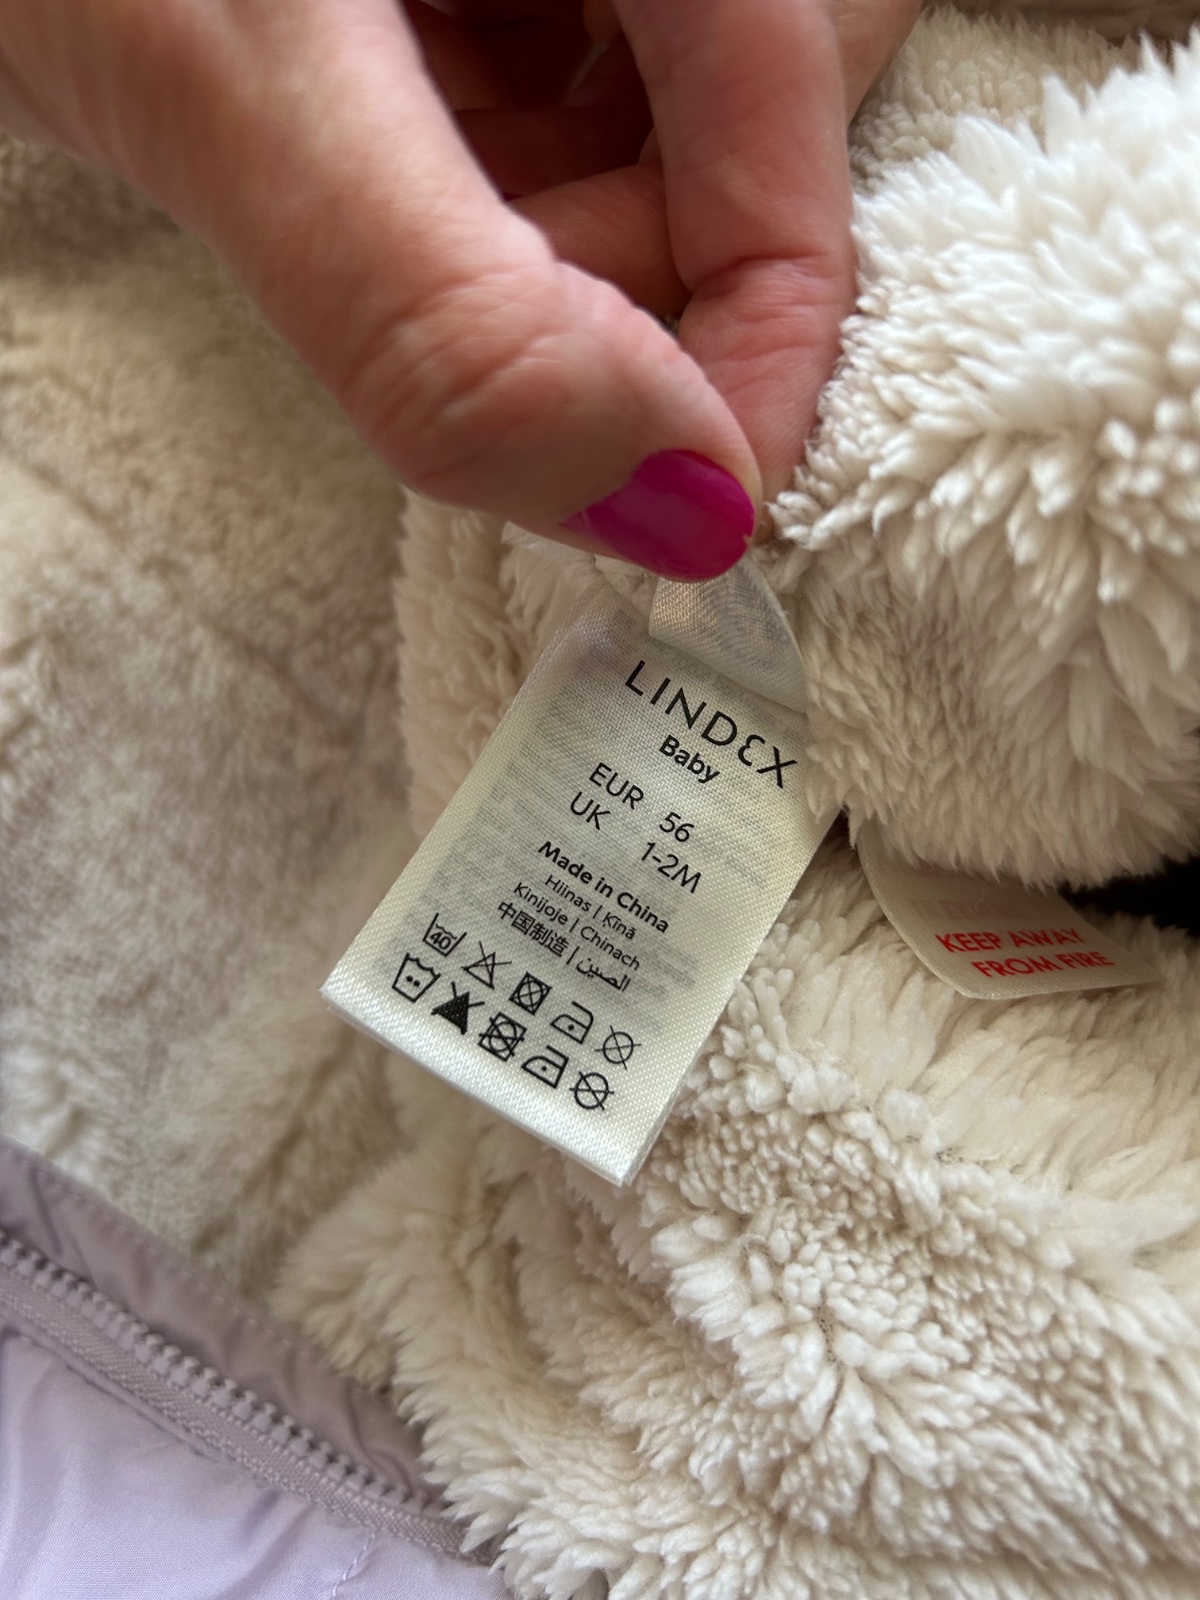 LINDEX
Baby
EUR 56
UK 1-2M
Made in China
Hiinas | Ķīnā
Kinijoje | Chinach
中国制造 | الصين
40
KEEP AWAY
FROM FIRE